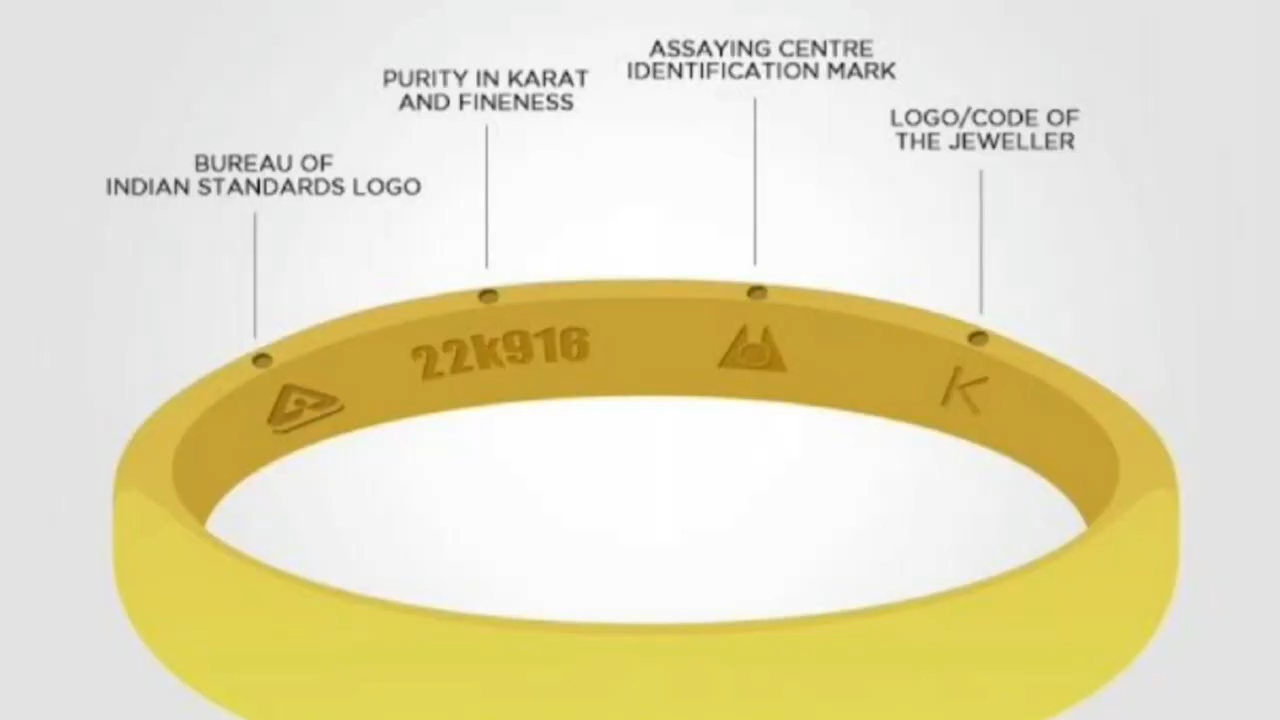 BUREAU OF
INDIAN STANDARDS LOGO
PURITY IN KARAT
AND FINENESS
ASSAYING CENTRE
IDENTIFICATION MARK
LOGO/CODE OF
THE JEWELLER
22k916
K